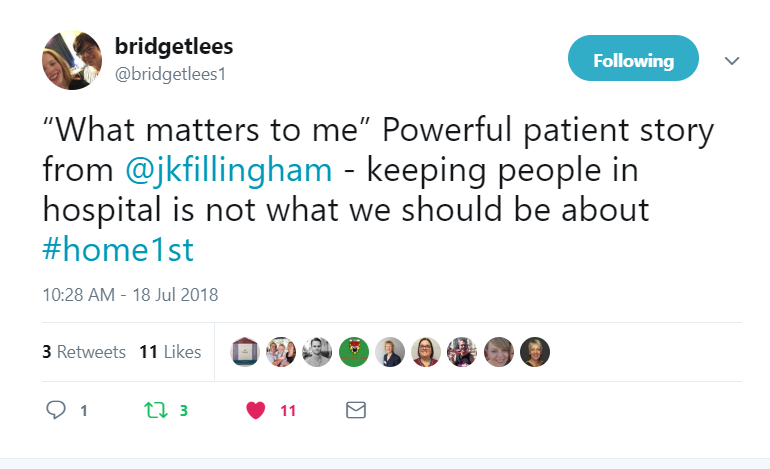 bridgetlees
@bridgetlees1
Following
“What matters to me” Powerful patient story
from @jkfillingham - keeping people in
hospital is not what we should be about
#home1st
10:28 AM - 18 Jul 2018
3 Retweets 11 Likes
1 3 11